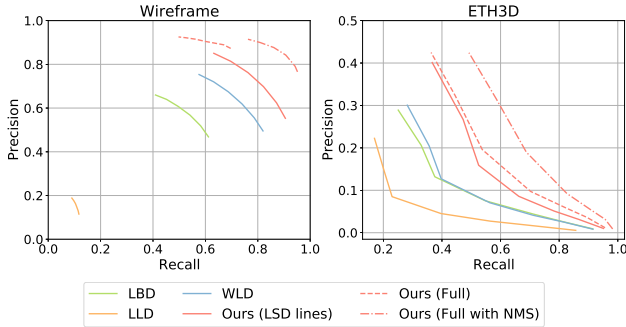 Wireframe
ETH3D
1.0
0.8
0.6
0.4
0.2
0.0
Precision
0.0 0.2 0.4 0.6 0.8 1.0
Recall
0.5
0.4
0.3
0.2
0.1
0.0
Precision
0.2 0.4 0.6 0.8 1.0
Recall
LBD
WLD
Ours (Full)
LLD
Ours (LSD lines)
Ours (Full with NMS)